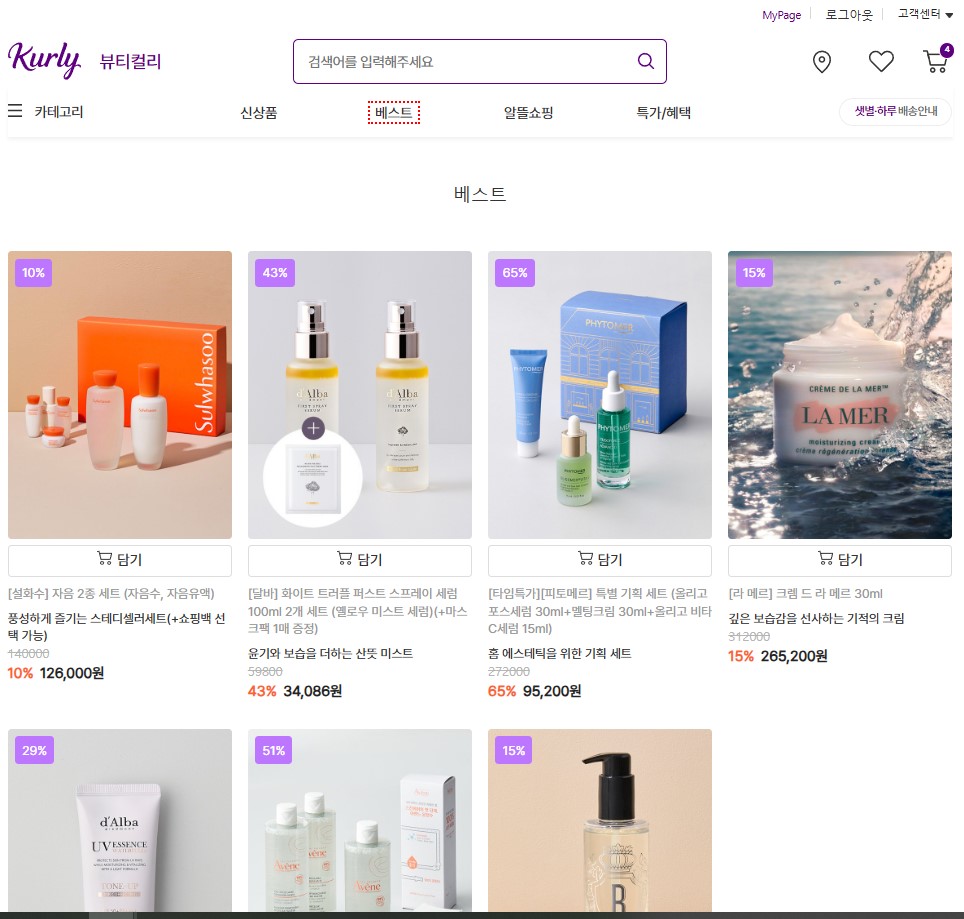 MyPage 로그아웃 고객센터
Kurly 뷰티컬리 검색어를 입력해주세요 4
카테고리 신상품 베스트 알뜰쇼핑 특가/혜택 샛별·하루 배송안내
베스트
10%
Sulwhasoo
43%
d'Alba
FIRST SPRAY
SERUM
d'Alba
FIRST SPRAY
SERUM
65%
PHYTOMER
PHYTOMER
PHYTOMER
PHYTOMER
15%
CRÈME DE LA MER™
LA MER
moisturizing cream
담기
담기
담기
담기
[설화수] 자음 2종 세트 (자음수, 자음유액)
풍성하게 즐기는 스테디셀러세트(+쇼핑백 선
택 가능)
140000
10% 126,000원
[달바] 화이트 트러플 퍼스트 스프레이 세럼
100ml 2개 세트 (옐로우 미스트 세럼)(+마스
크팩 1매 증정)
윤기와 보습을 더하는 산뜻 미스트
59800
43% 34,086원
[타임특가][피토메르] 특별 기획 세트 (올리고
포스세럼 30ml+멜팅크림 30ml+올리고 비타
C세럼 15ml)
홈 에스테틱을 위한 기획 세트
272000
65% 95,200원
[라 메르] 크렘 드 라 메르 30ml
깊은 보습감을 선사하는 기적의 크림
312000
15% 265,200원
29%
d'Alba
UV ESSENCE
TONE-UP
51%
Avène
Avène
Avène
15%
B